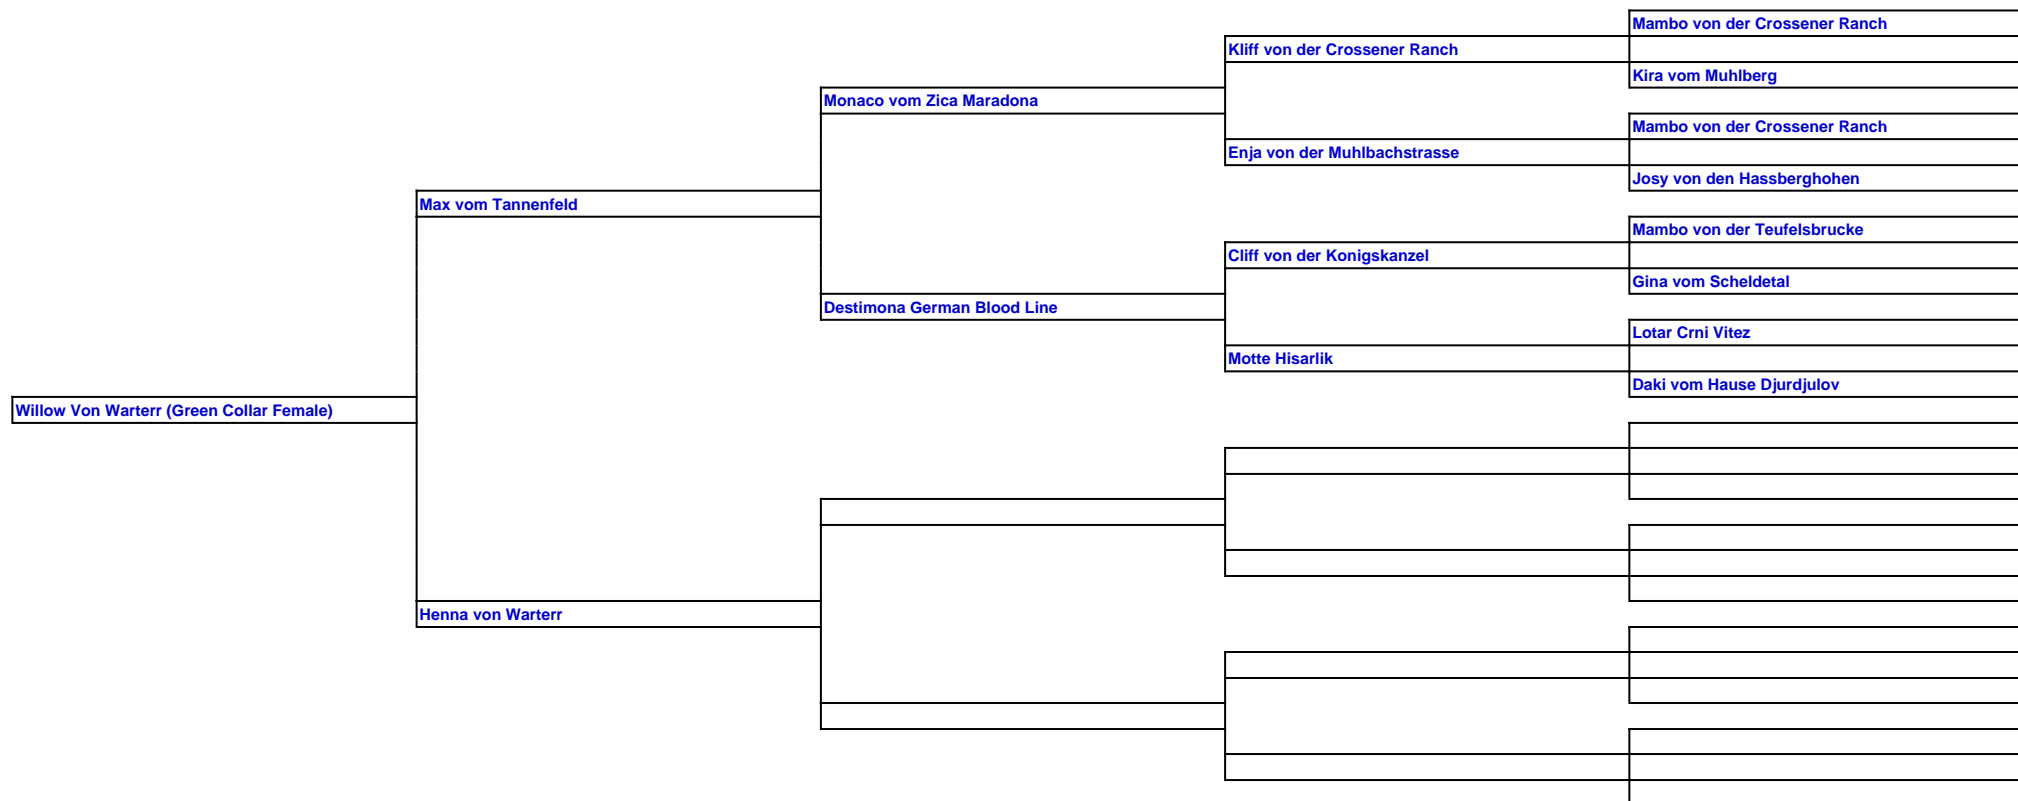 Mambo von der Crossener Ranch
Kliff von der Crossener Ranch
Kira vom Muhlberg
Monaco vom Zica Maradona
Mambo von der Crossener Ranch
Enja von der Muhlbachstrasse
Josy von den Hassberghohen
Max vom Tannenfeld
Mambo von der Teufelsbrucke
Cliff von der Konigskanzel
Gina vom Scheldetal
Destimona German Blood Line
Lotar Crni Vitez
Motte Hisarlik
Daki vom Hause Djurdjulov
Willow Von Warterr (Green Collar Female)
Henna von Warterr